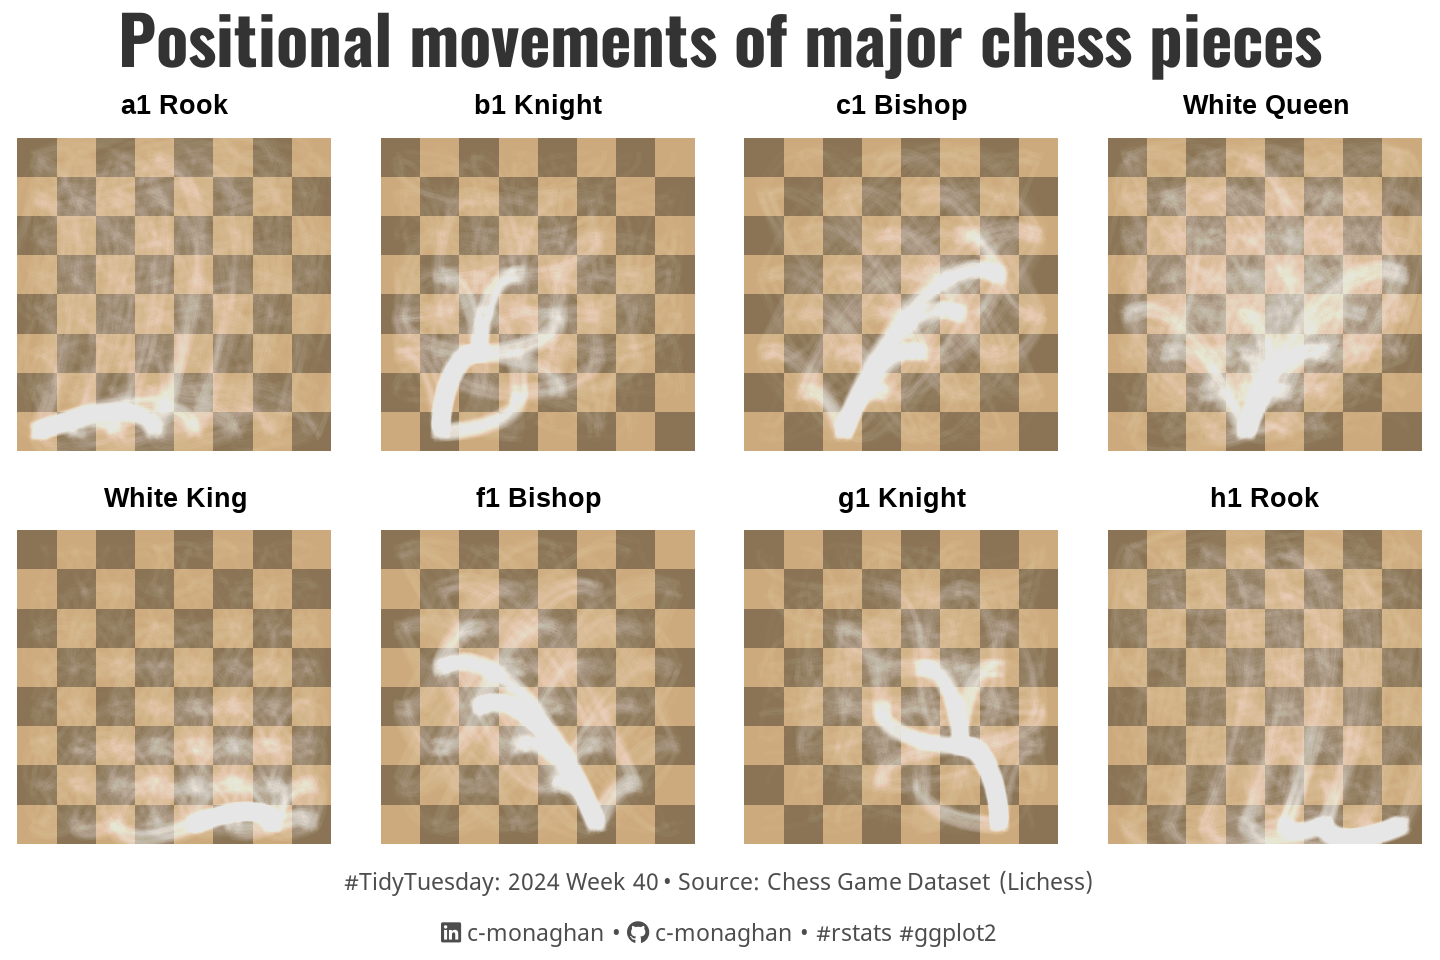 Positional movements of major chess pieces
a1 Rook
b1 Knight
c1 Bishop
White Queen
White King
f1 Bishop
g1 Knight
h1 Rook
#TidyTuesday: 2024 Week 40 • Source: Chess Game Dataset (Lichess)
c-monaghan • c-monaghan • #rstats #ggplot2